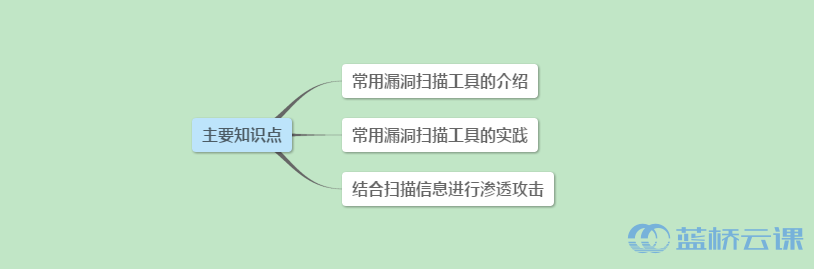 常用漏洞扫描工具的介绍
主要知识点
常用漏洞扫描工具的实践
结合扫描信息进行渗透攻击
蓝桥云课